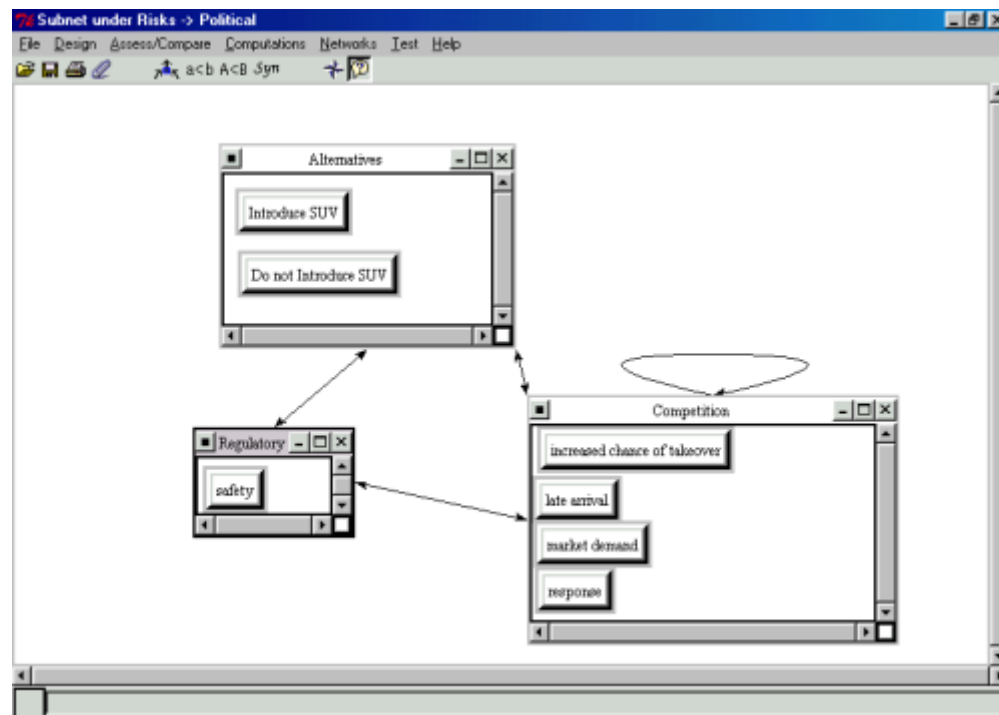 Subnet under Risks -> Political
File Design Assess/Compare Computations Networks Test Help
a<b A<B Syn
Alternatives
Introduce SUV
Do not Introduce SUV
Competition
increased chance of takeover
late arrival
market demand
response
Regulatory
safety